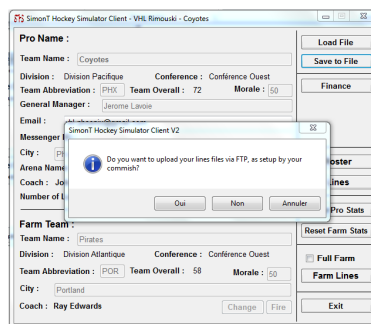 SimonT Hockey Simulator Client - VHL Rimouski - Coyotes
Pro Name :
Load File
Team Name : Coyotes
Save to File
Division : Division Pacifique Conference : Conférence Ouest
Team Abbreviation : PHX Team Overall : 72 Morale : 50
Finance
General Manager : Jerome Lavoie
Email :
SimonT Hockey Simulator Client V2
Messenger
City :
Do you want to upload your lines files via FTP, as setup by your
commish?
Arena
Coach :
Number of
Oui Non Annuler
Pro Stats
Farm Team :
Reset Farm Stats
Team Name : Pirates
Division : Division Atlantique Conference : Conférence Ouest
Full Farm
Team Abbreviation : POR Team Overall : 58 Morale : 50
Farm Lines
City : Portland
Coach : Ray Edwards Change Fire
Exit